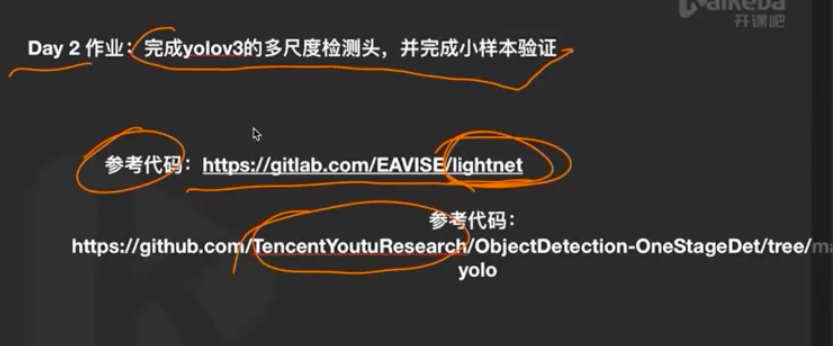 开课吧
Day 2 作业：完成yolov3的多尺度检测头，并完成小样本验证
参考代码：https://gitlab.com/EAVISE/lightnet
参考代码：
https://github.com/TencentYoutuResearch/ObjectDetection-OneStageDet/tree/ma
yolo